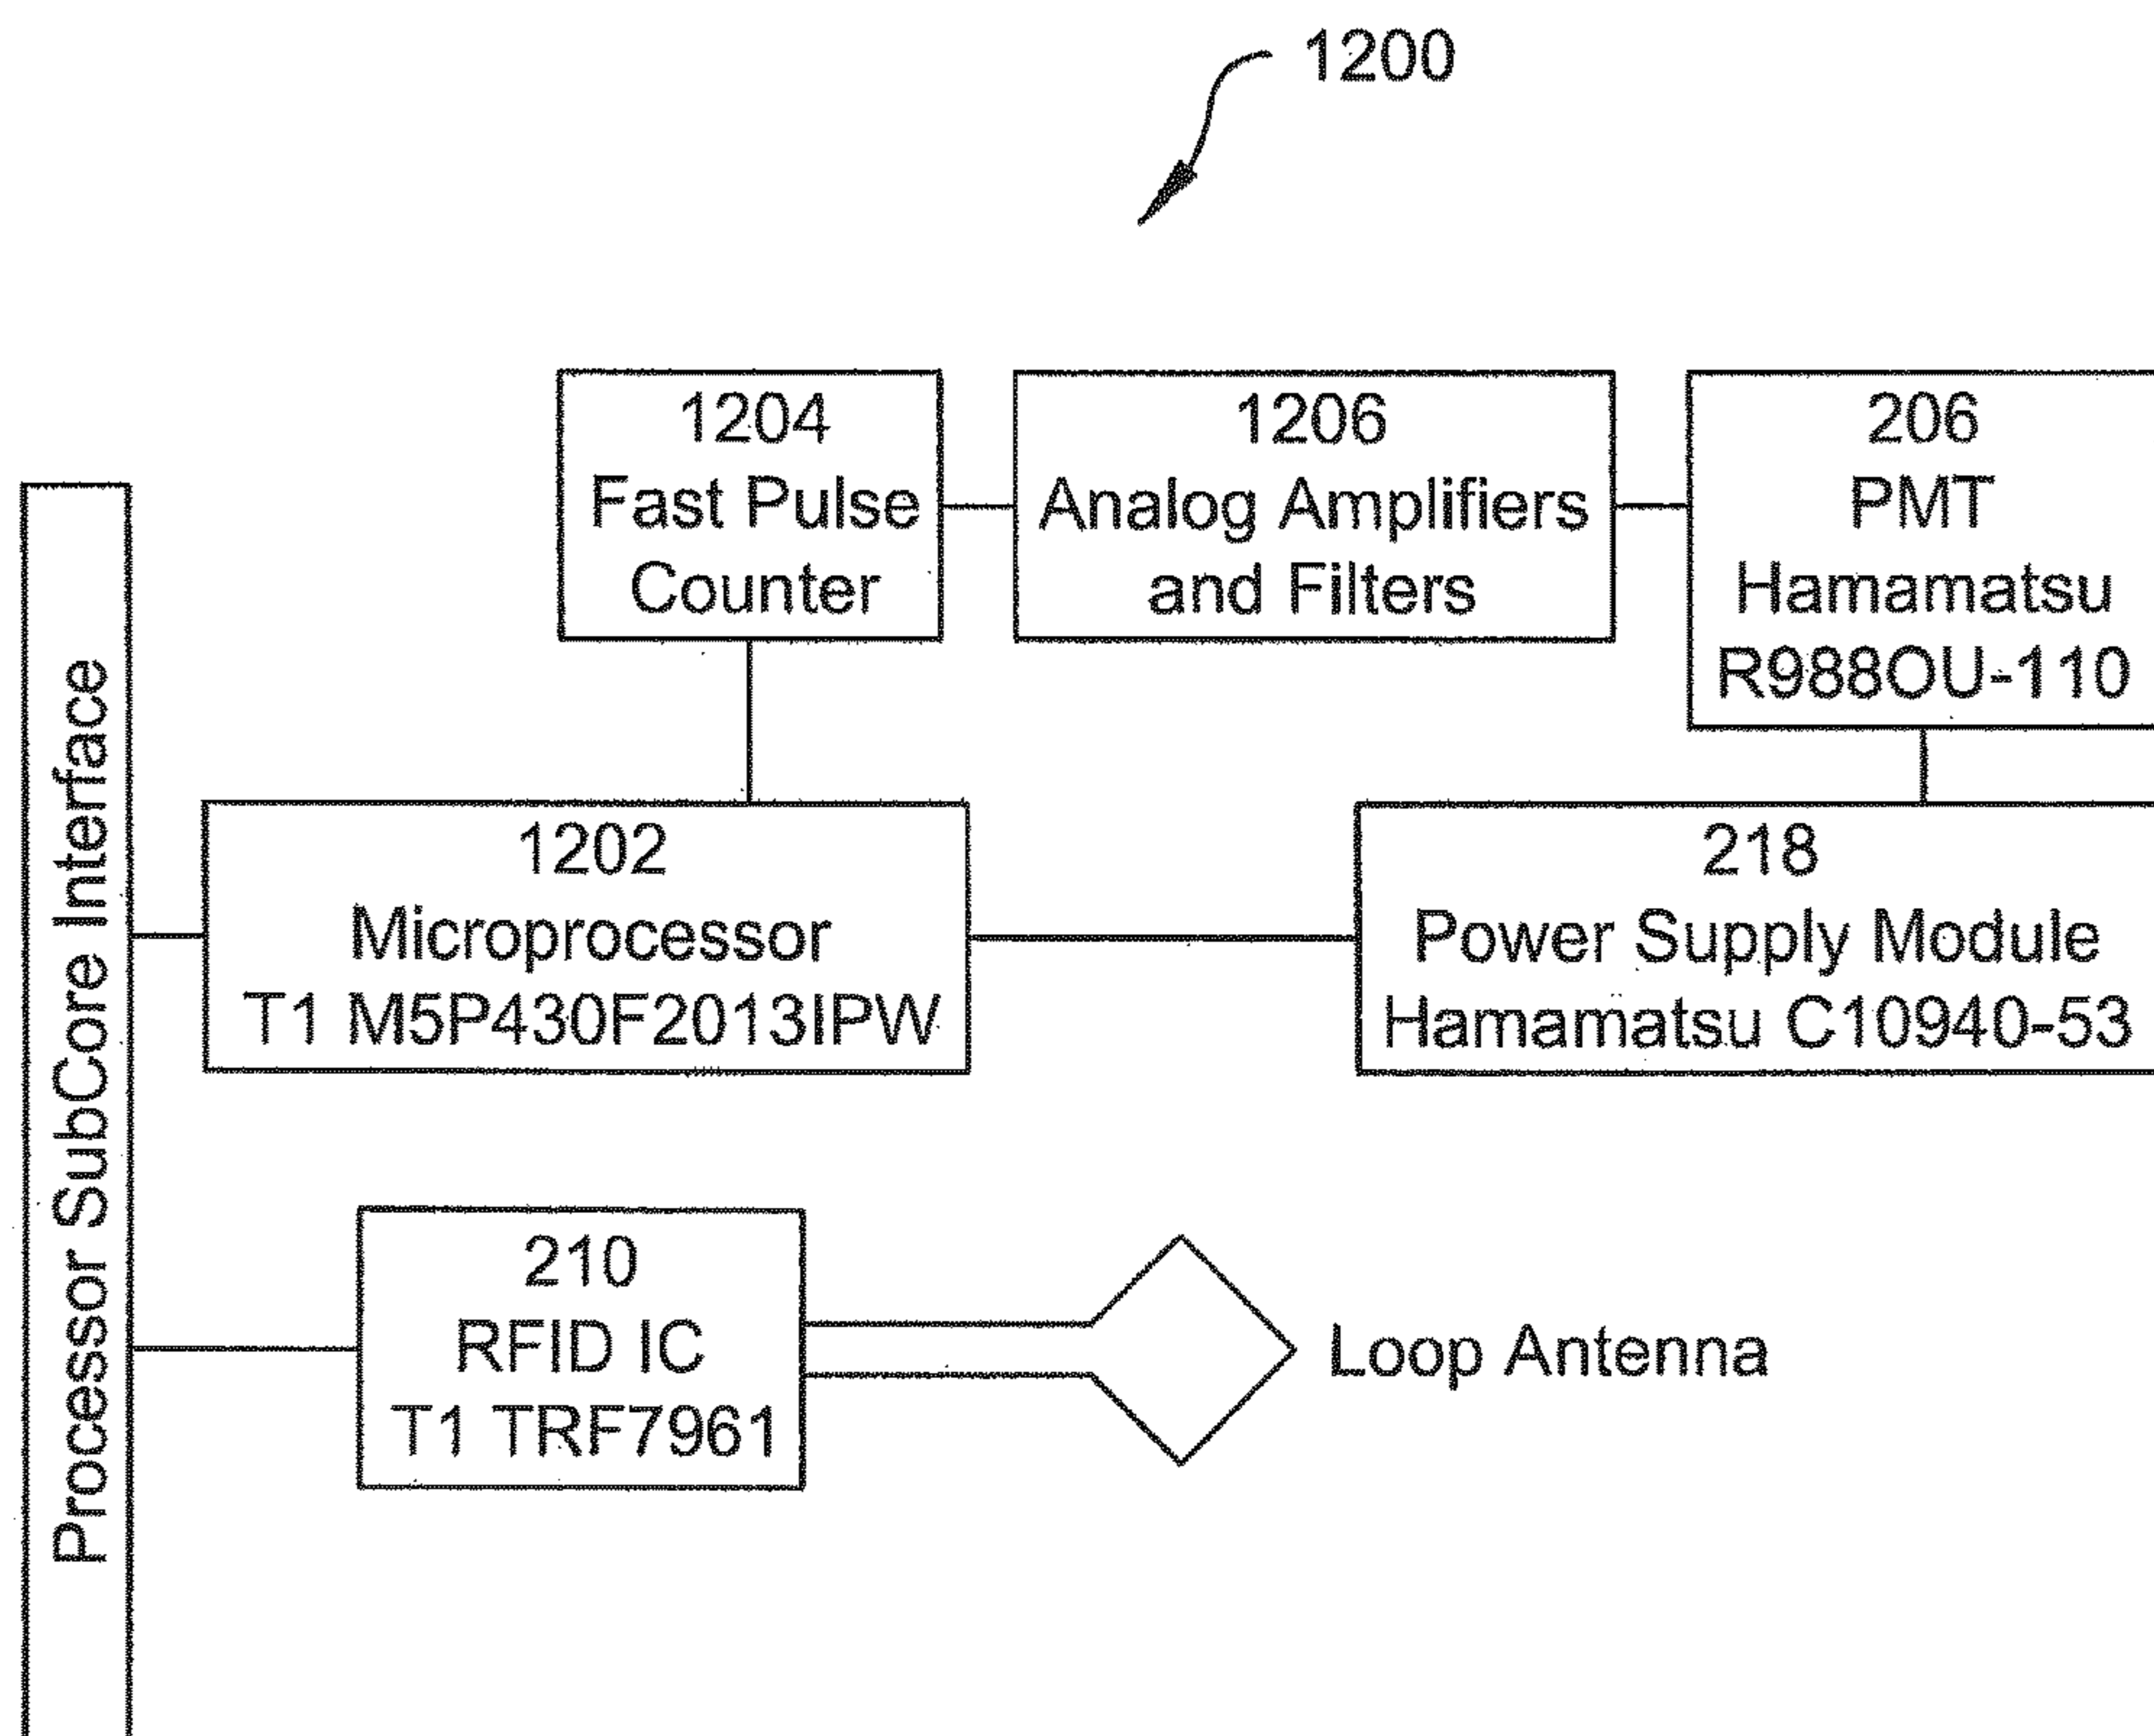 1200
1204
Fast Pulse
Counter
1206
Analog Amplifiers
and Filters
206
PMT
Hamamatsu
R988OU-110
Processor SubCore Interface
1202
Microprocessor
T1 M5P430F2013IPW
218
Power Supply Module
Hamamatsu C10940-53
210
RFID IC
T1 TRF7961
Loop Antenna